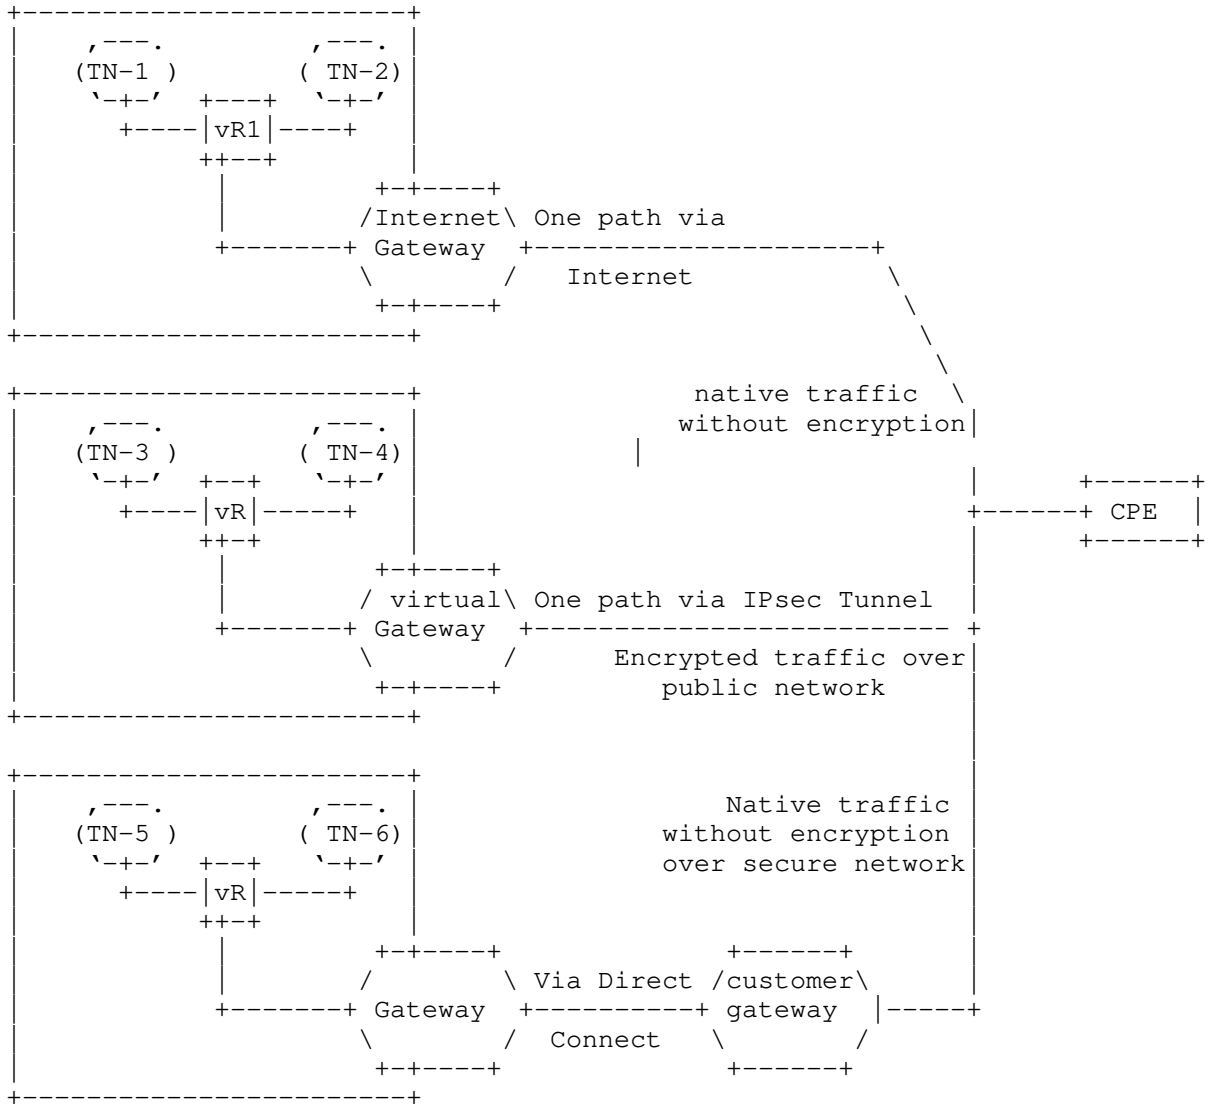 TN-1 TN-2
vR1
Internet One path via
Gateway
Internet
native traffic
without encryption
TN-3 TN-4
vR CPE
virtual One path via IPsec Tunnel
Gateway
Encrypted traffic over
public network
Native traffic
TN-5 TN-6 without encryption
over secure network
vR
Via Direct customer
Gateway gateway
Connect